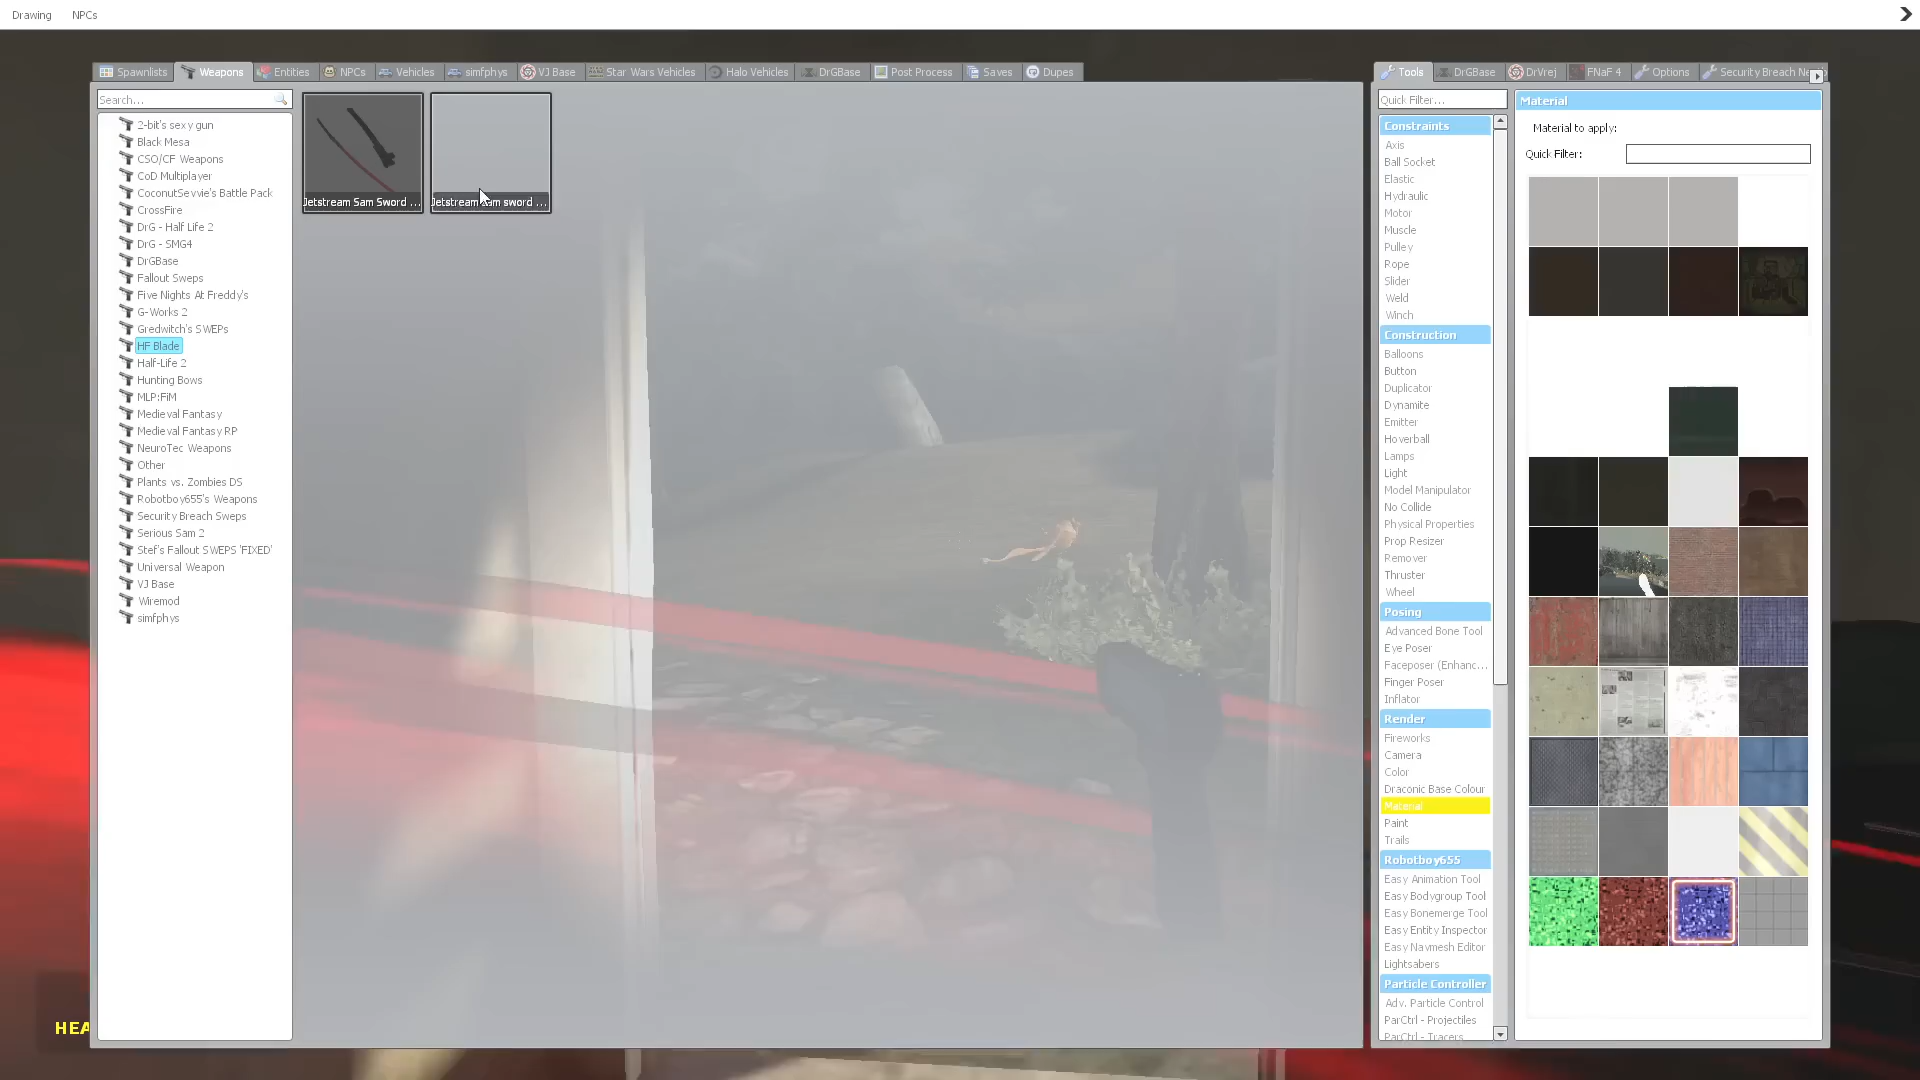 Drawing NPCs
Spawnlists Weapons Entities NPCs Vehicles simfphys VJ Base Star Wars Vehicles Halo Vehicles DrGBase Post Process Saves Dupes
Search...
2-bit's sexy gun
Black Mesa
CSO/CF Weapons
CoD Multiplayer
CoconutSevvie's Battle Pack
CrossFire
DrG - Half Life 2
DrG - SMG4
DrGBase
Fallout Sweps
Five Nights At Freddy's
G-Works 2
Gredwitch's SWEPs
HF Blade
Half-Life 2
Hunting Bows
MLP:FiM
Medieval Fantasy
Medieval Fantasy RP
NeuroTec Weapons
Other
Plants vs. Zombies DS
Robotboy655's Weapons
Security Breach Sweps
Serious Sam 2
Stef's Fallout SWEPS 'FIXED'
Universal Weapon
VJ Base
Wiremod
simfphys
Jetstream Sam Sword ...
Jetstream Sam sword ...
HEA
Tools DrGBase DrVrej FNaF 4 Options Security Breach
Quick Filter...
Constraints
Axis
Ball Socket
Elastic
Hydraulic
Motor
Muscle
Pulley
Rope
Slider
Weld
Winch
Construction
Balloons
Button
Duplicator
Dynamite
Emitter
Hoverball
Lamps
Light
Model Manipulator
No Collide
Physical Properties
Prop Resizer
Remover
Thruster
Wheel
Posing
Advanced Bone Tool
Eye Poser
Faceposer (Enhanc...
Finger Poser
Inflator
Render
Fireworks
Camera
Color
Draconic Base Colour
Material
Paint
Trails
Robotboy655
Easy Animation Tool
Easy Bodygroup Tool
Easy Bonemerge Tool
Easy Entity Inspector
Easy Navmesh Editor
Lightsabers
Particle Controller
Adv. Particle Control
ParCtrl - Projectiles
ParCtrl - Tracers
Material
Material to apply:
Quick Filter: